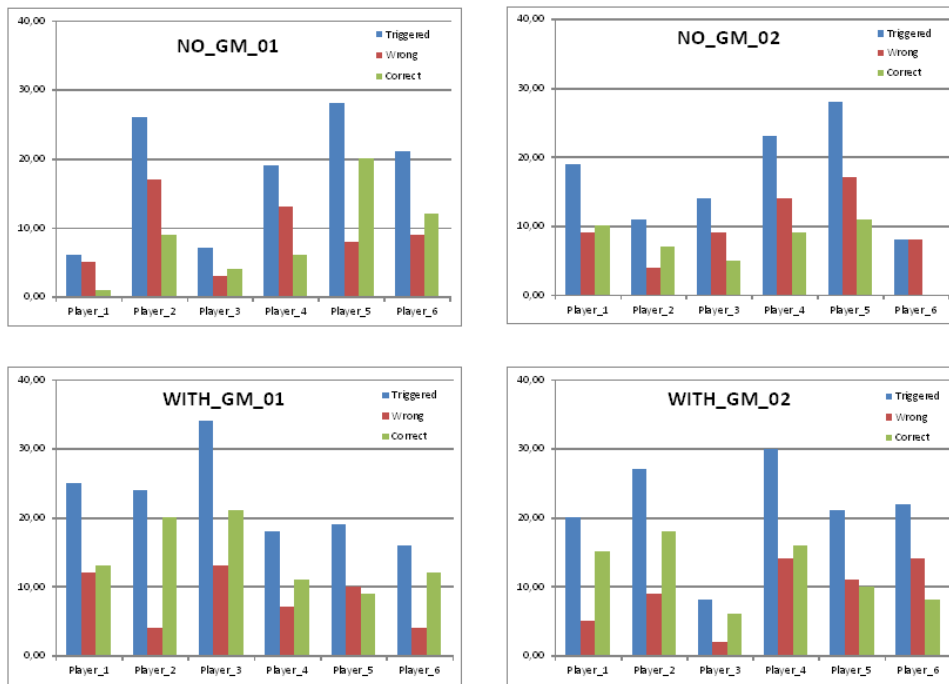 NO_GM_01
Triggered
Wrong
Correct
40,00
30,00
20,00
10,00
0,00
Player_1 Player_2 Player_3 Player_4 Player_5 Player_6
NO_GM_02
Triggered
Wrong
Correct
40,00
30,00
20,00
10,00
0,00
Player_1 Player_2 Player_3 Player_4 Player_5 Player_6
WITH_GM_01
Triggered
Wrong
Correct
40,00
30,00
20,00
10,00
0,00
Player_1 Player_2 Player_3 Player_4 Player_5 Player_6
WITH_GM_02
Triggered
Wrong
Correct
40,00
30,00
20,00
10,00
0,00
Player_1 Player_2 Player_3 Player_4 Player_5 Player_6